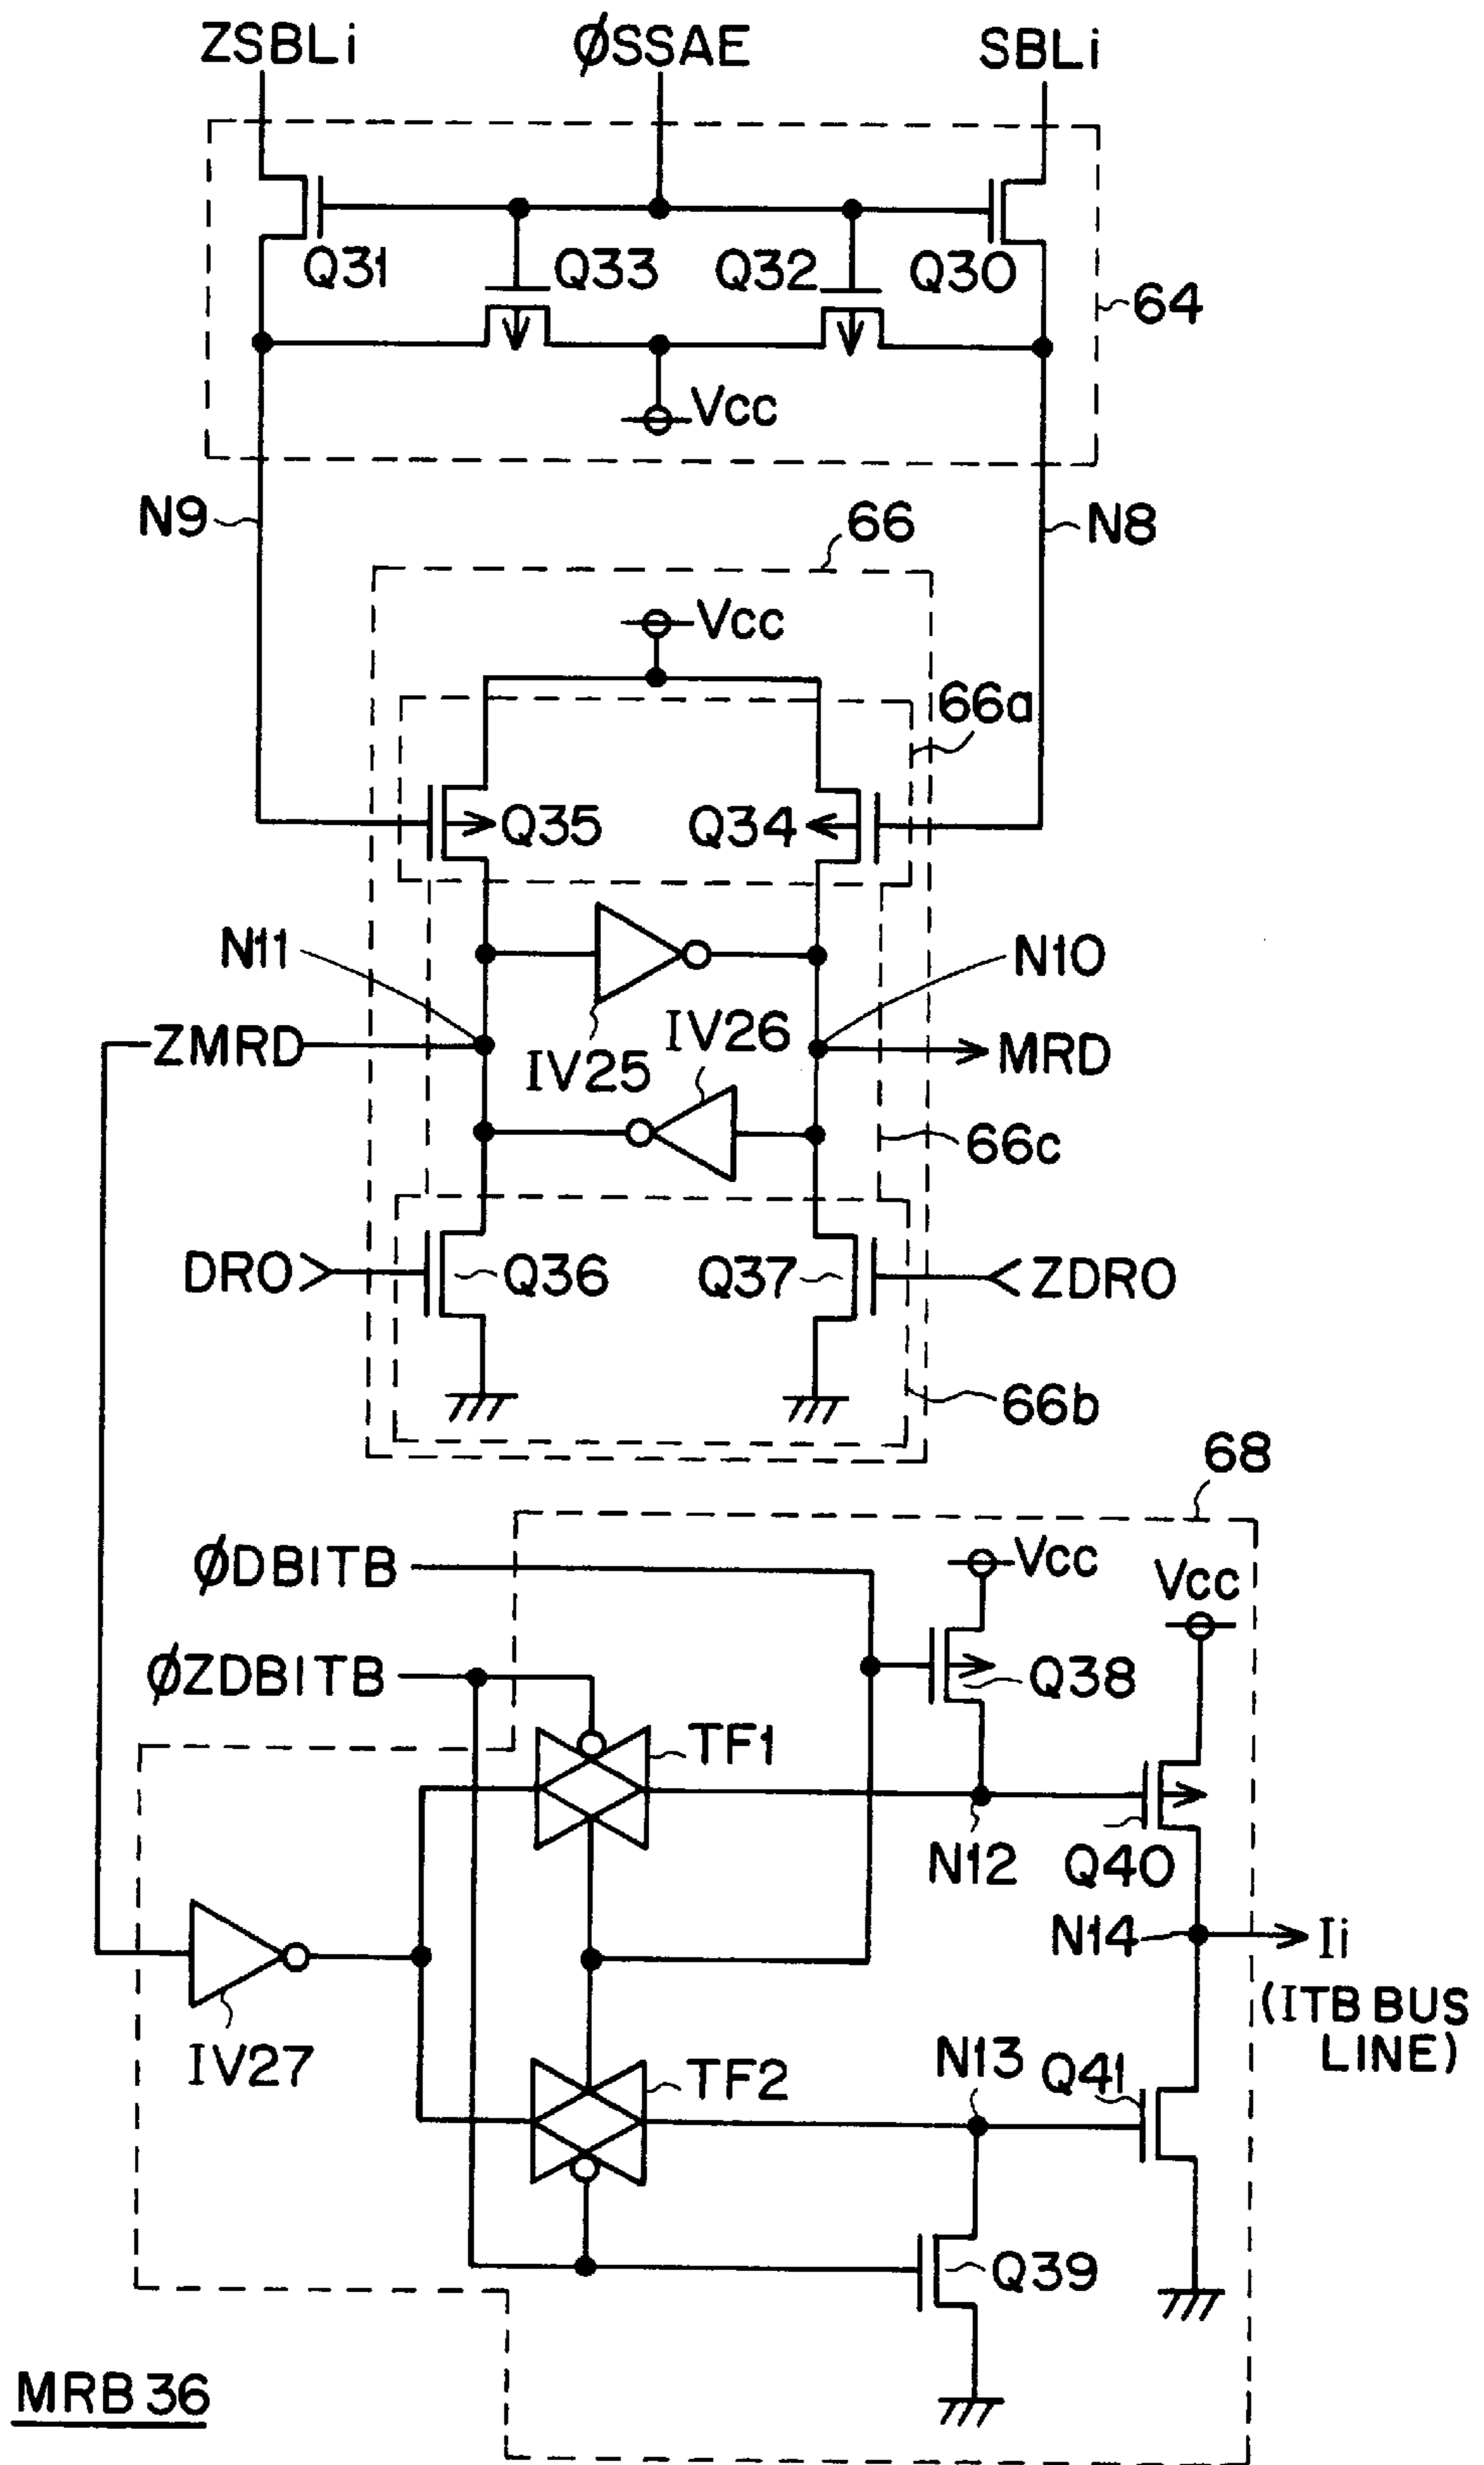 ZSBLi
φSSAE
SBLi
Q31
Q33
Q32
Q30
64
Vcc
N9
N8
66
Vcc
66a
Q35
Q34
N11
N10
IV26
ZMRD
IV25
MRD
66c
DRO
Q36
Q37
ZDRO
66b
68
φDBITB
Vcc
Vcc
φZDBITB
Q38
TF1
N12
Q40
N14
Ii
(ITB BUS
LINE)
IV27
N13
Q41
TF2
Q39
MRB36